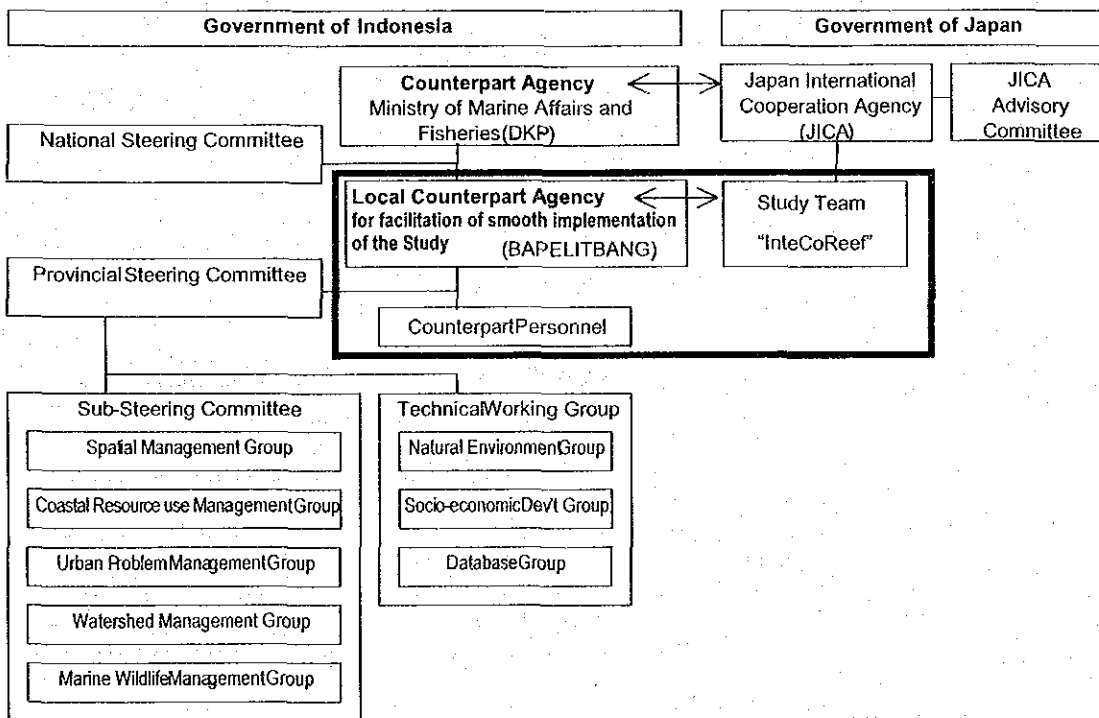 Government of Indonesia
Government of Japan
Counterpart Agency
Ministry of Marine Affairs and
Fisheries(DKP)
Japan International
Cooperation Agency
(JICA)
JICA
Advisory
Committee
National Steering Committee
Local Counterpart Agency
for facilitation of smooth implementation
of the Study (BAPELITBANG)
Study Team
"InteCoReef"
Provincial Steering Committee
CounterpartPersonnel
Sub-Steering Committee
Spatial Management Group
Coastal Resource use ManagementGroup
Urban ProblemManagementGroup
Watershed Management Group
Marine WildlifeManagementGroup
TechnicalWorking Group
Natural EnvironmentGroup
Socio-economicDev't Group
DatabaseGroup